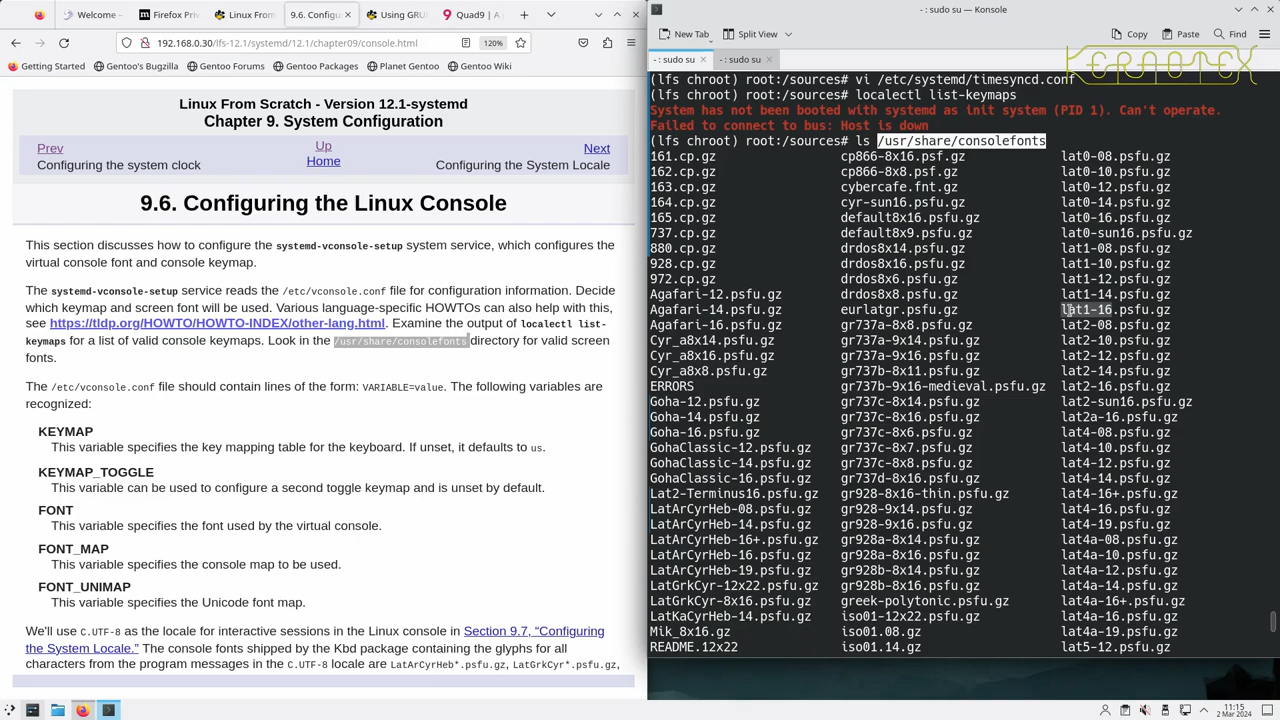 Welcome -
Firefox Priv
Linux From
9.6. Configu
Using GRU
Quad9 | A p
192.168.0.30/lfs-12.1/systemd/12.1/chapter09/console.html
120%
Getting Started
Gentoo's Bugzilla
Gentoo Forums
Gentoo Packages
Planet Gentoo
Gentoo Wiki
Linux From Scratch - Version 12.1-systemd
Chapter 9. System Configuration
Prev
Up
Next
Configuring the system clock
Home
Configuring the System Locale
9.6. Configuring the Linux Console
This section discusses how to configure the systemd-vconsole-setup system service, which configures the
virtual console font and console keymap.
The systemd-vconsole-setup service reads the /etc/vconsole.conf file for configuration information. Decide
which keymap and screen font will be used. Various language-specific HOWTOs can also help with this,
see https://tldp.org/HOWTO/HOWTO-INDEX/other-lang.html. Examine the output of localectl list-
keymaps for a list of valid console keymaps. Look in the /usr/share/consolefonts directory for valid screen
fonts.
The /etc/vconsole.conf file should contain lines of the form: VARIABLE=value. The following variables are
recognized:
KEYMAP
This variable specifies the key mapping table for the keyboard. If unset, it defaults to us.
KEYMAP_TOGGLE
This variable can be used to configure a second toggle keymap and is unset by default.
FONT
This variable specifies the font used by the virtual console.
FONT_MAP
This variable specifies the console map to be used.
FONT_UNIMAP
This variable specifies the Unicode font map.
We'll use C.UTF-8 as the locale for interactive sessions in the Linux console in Section 9.7, “Configuring
the System Locale.” The console fonts shipped by the Kbd package containing the glyphs for all
characters from the program messages in the C.UTF-8 locale are LatArCyrHeb*.psfu.gz, LatGrkCyr*.psfu.gz,
- : sudo su — Konsole
New Tab
Split View
Copy
Paste
Find
- : sudo su
- : sudo su
KERNOTEX
(lfs chroot) root:/sources# vi /etc/systemd/timesyncd.conf
(lfs chroot) root:/sources# localectl list-keymaps
System has not been booted with systemd as init system (PID 1). Can't operate.
Failed to connect to bus: Host is down
(lfs chroot) root:/sources# ls /usr/share/consolefonts
161.cp.gz cp866-8x16.psf.gz lat0-08.psfu.gz
162.cp.gz cp866-8x8.psf.gz lat0-10.psfu.gz
163.cp.gz cybercafe.fnt.gz lat0-12.psfu.gz
164.cp.gz cyr-sun16.psfu.gz lat0-14.psfu.gz
165.cp.gz default8x16.psfu.gz lat0-16.psfu.gz
737.cp.gz default8x9.psfu.gz lat0-sun16.psfu.gz
880.cp.gz drdos8x14.psfu.gz lat1-08.psfu.gz
928.cp.gz drdos8x16.psfu.gz lat1-10.psfu.gz
972.cp.gz drdos8x6.psfu.gz lat1-12.psfu.gz
Agafari-12.psfu.gz drdos8x8.psfu.gz lat1-14.psfu.gz
Agafari-14.psfu.gz eurlatgr.psfu.gz lat1-16.psfu.gz
Agafari-16.psfu.gz gr737a-8x8.psfu.gz lat2-08.psfu.gz
Cyr_a8x14.psfu.gz gr737a-9x14.psfu.gz lat2-10.psfu.gz
Cyr_a8x16.psfu.gz gr737a-9x16.psfu.gz lat2-12.psfu.gz
Cyr_a8x8.psfu.gz gr737b-8x11.psfu.gz lat2-14.psfu.gz
ERRORS gr737b-9x16-medieval.psfu.gz lat2-16.psfu.gz
Goha-12.psfu.gz gr737c-8x14.psfu.gz lat2-sun16.psfu.gz
Goha-14.psfu.gz gr737c-8x16.psfu.gz lat2a-16.psfu.gz
Goha-16.psfu.gz gr737c-8x6.psfu.gz lat4-08.psfu.gz
GohaClassic-12.psfu.gz gr737c-8x7.psfu.gz lat4-10.psfu.gz
GohaClassic-14.psfu.gz gr737c-8x8.psfu.gz lat4-12.psfu.gz
GohaClassic-16.psfu.gz gr737d-8x16.psfu.gz lat4-14.psfu.gz
Lat2-Terminus16.psfu.gz gr928-8x16-thin.psfu.gz lat4-16+.psfu.gz
LatArCyrHeb-08.psfu.gz gr928-9x14.psfu.gz lat4-16.psfu.gz
LatArCyrHeb-14.psfu.gz gr928-9x16.psfu.gz lat4-19.psfu.gz
LatArCyrHeb-16+.psfu.gz gr928a-8x14.psfu.gz lat4a-08.psfu.gz
LatArCyrHeb-16.psfu.gz gr928a-8x16.psfu.gz lat4a-10.psfu.gz
LatArCyrHeb-19.psfu.gz gr928b-8x14.psfu.gz lat4a-12.psfu.gz
LatGrkCyr-12x22.psfu.gz gr928b-8x16.psfu.gz lat4a-14.psfu.gz
LatGrkCyr-8x16.psfu.gz greek-polytonic.psfu.gz lat4a-16+.psfu.gz
LatKaCyrHeb-14.psfu.gz iso01-12x22.psfu.gz lat4a-16.psfu.gz
Mik_8x16.gz iso01.08.gz lat4a-19.psfu.gz
README.12x22 iso01.14.gz lat5-12.psfu.gz
11:15
2 Mar 2024